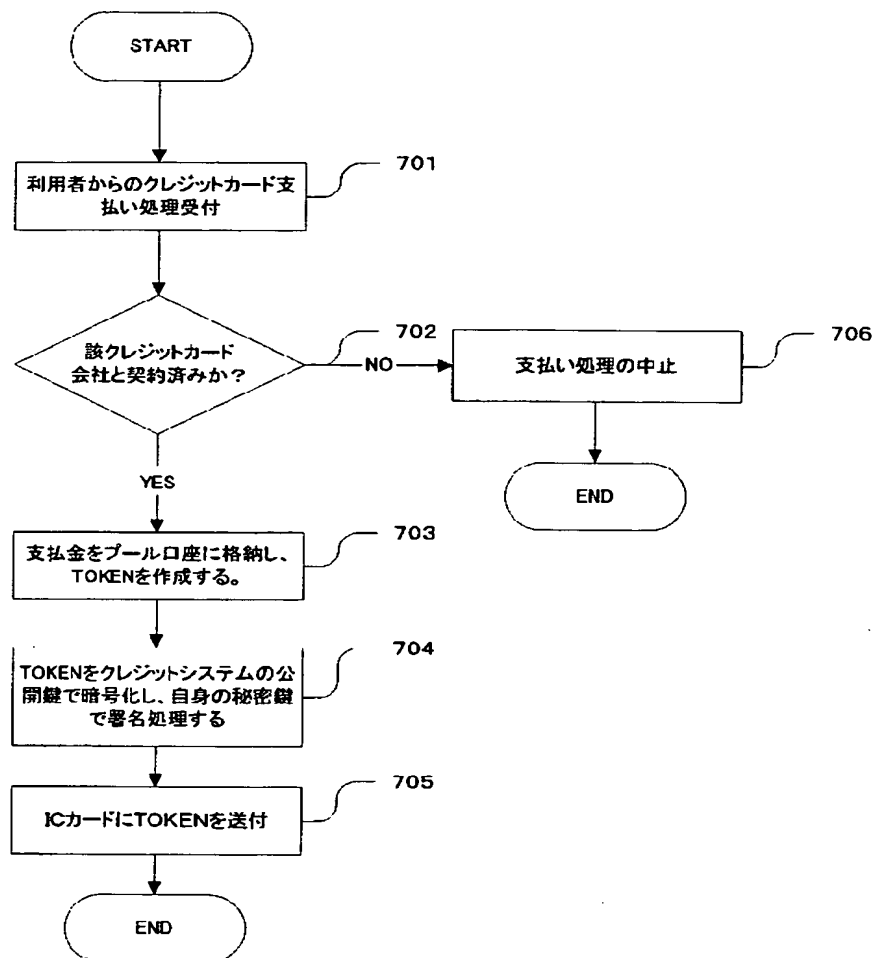 START
701
利用者からのクレジットカード支
払い処理受付
702
該クレジットカード
会社と契約済みか?
NO
706
支払い処理の中止
END
YES
703
支払金をプール口座に格納し、
TOKENを作成する。
704
TOKENをクレジットシステムの公
開鍵で暗号化し、自身の秘密鍵
で署名処理する
705
ICカードにTOKENを送付
END